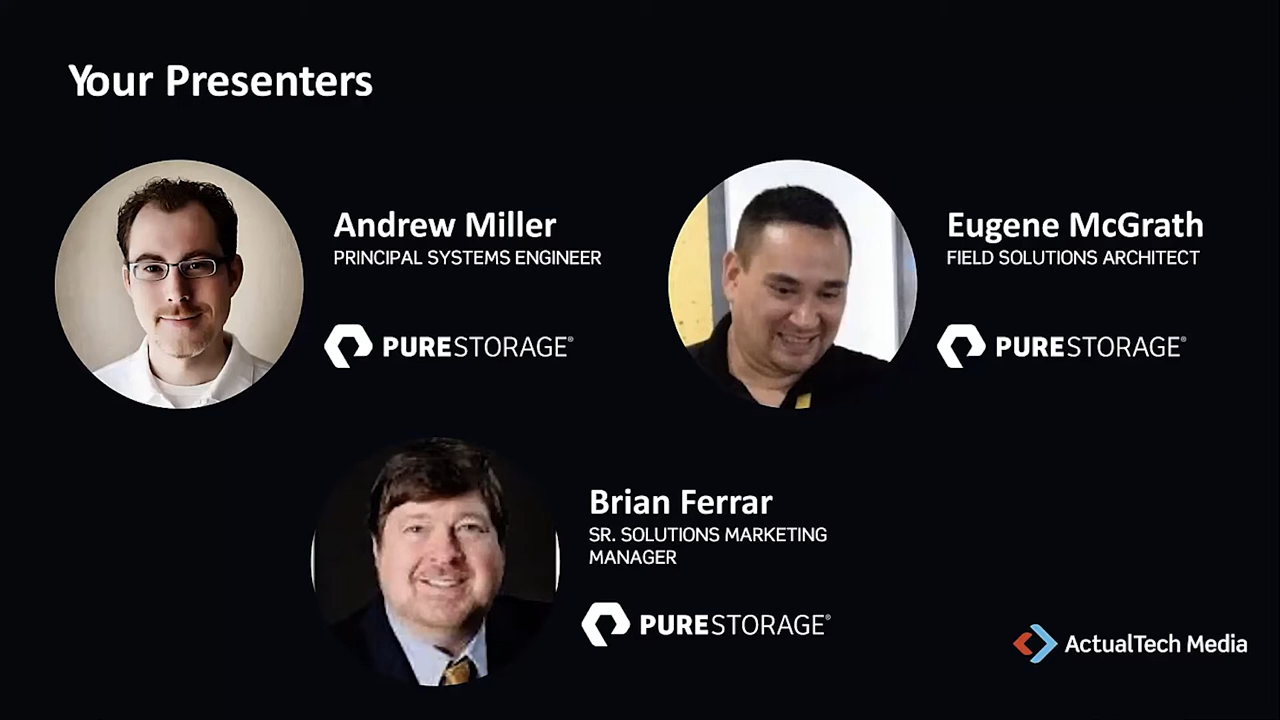 Your Presenters
Andrew Miller
PRINCIPAL SYSTEMS ENGINEER
PURESTORAGE®
Eugene McGrath
FIELD SOLUTIONS ARCHITECT
PURESTORAGE®
Brian Ferrar
SR. SOLUTIONS MARKETING
MANAGER
PURESTORAGE®
ActualTech Media